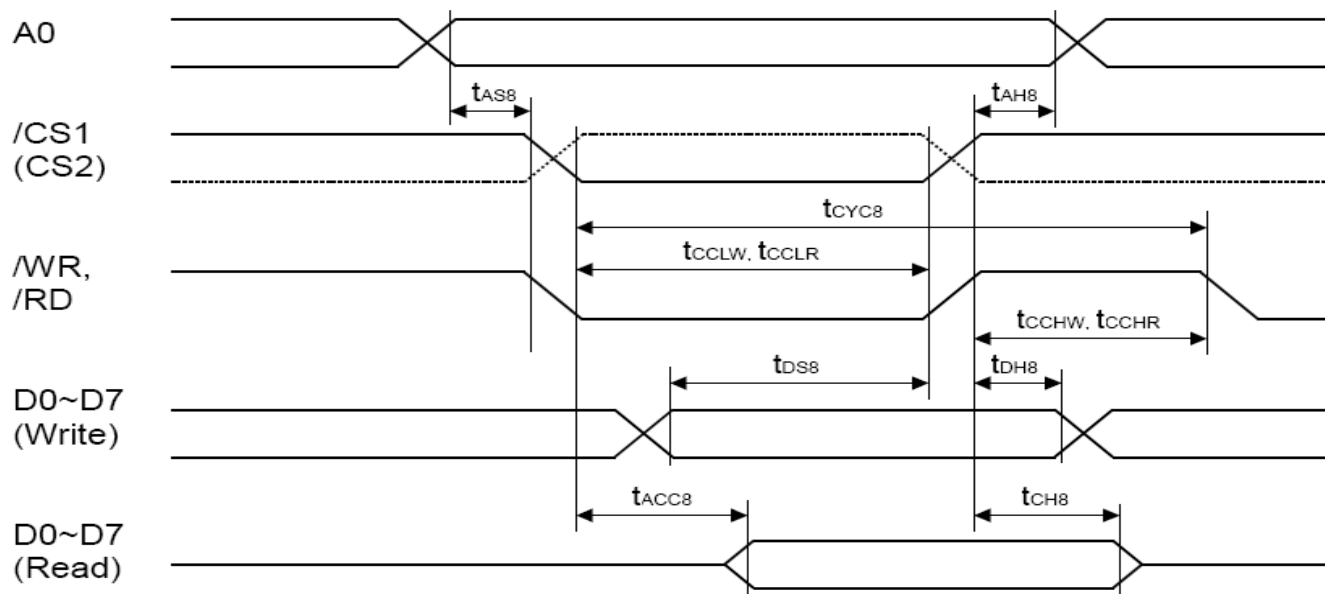 A0
tAS8
tAH8
/CS1
(CS2)
tCYC8
tCCLW, tCCLR
/WR,
/RD
tCCHW, tCCHR
tDS8
tDH8
D0~D7
(Write)
tACC8
tCH8
D0~D7
(Read)